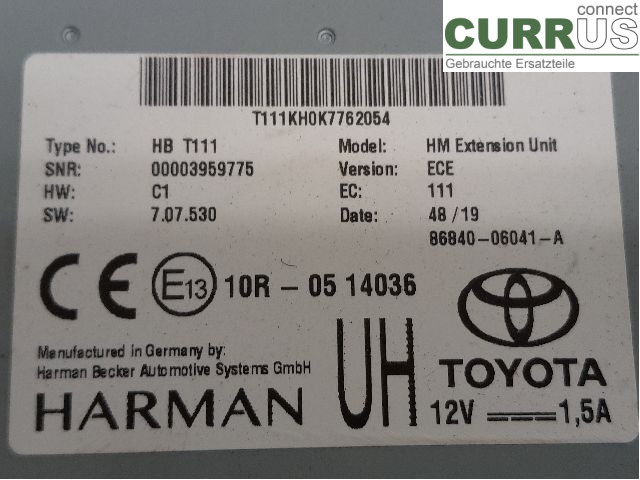 connect
CURRUS
Gebrauchte Ersatzteile
T111KH0K7762054
Type No.: HB T111 Model: HM Extension Unit
SNR: 00003959775 Version: ECE
HW: C1 EC: 111
SW: 7.07.530 Date: 48/19
86840-06041-A
CE E13 10R - 05 14036
Manufactured in Germany by:
Harman Becker Automotive Systems GmbH
HARMAN UH TOYOTA
12V 1,5A